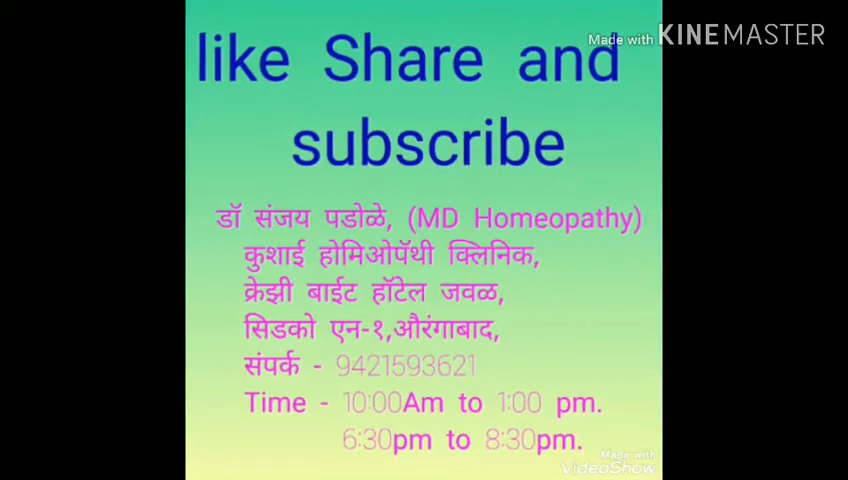 Made with KINEMASTER
like Share and
subscribe
डॉ संजय पडोळे, (MD Homeopathy)
कुशाई होमिओपॅथी क्लिनिक,
क्रेझी बाईट हॉटेल जवळ,
सिडको एन-१,औरंगाबाद,
संपर्क - 9421593621
Time - 10:00Am to 1:00 pm.
6:30pm to 8:30pm.
Made with
VideoShow